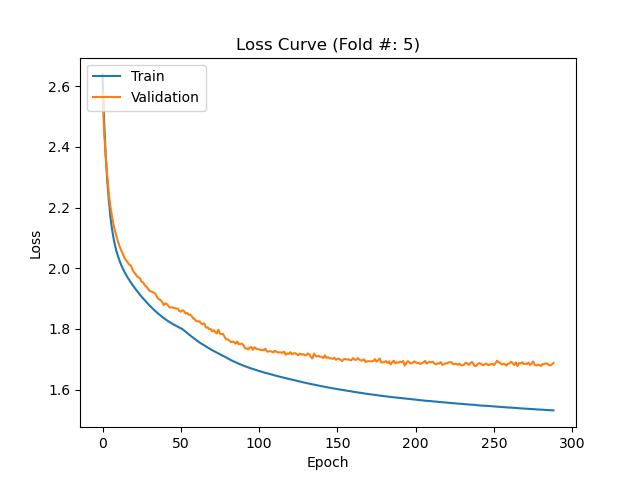 Loss Curve (Fold #: 5)
Train
Validation
Loss
2.6
2.4
2.2
2.0
1.8
1.6
0 50 100 150 200 250 300
Epoch